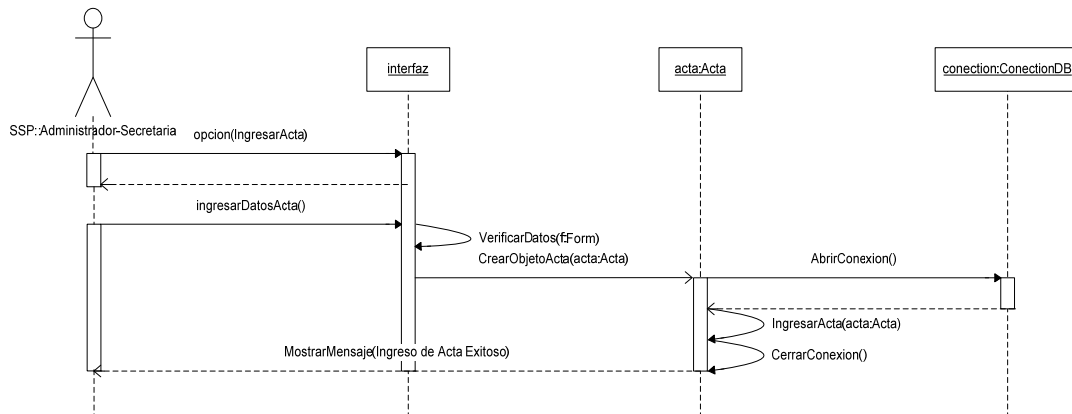 interfaz
acta:Acta
conection:ConectionDB
SSP::Administrador-Secretaria
opcion(IngresarActa)
ingresarDatosActa()
VerificarDatos(f:Form)
CrearObjetoActa(acta:Acta)
AbrirConexion()
IngresarActa(acta:Acta)
MostrarMensaje(Ingreso de Acta Exitoso)
CerrarConexion()